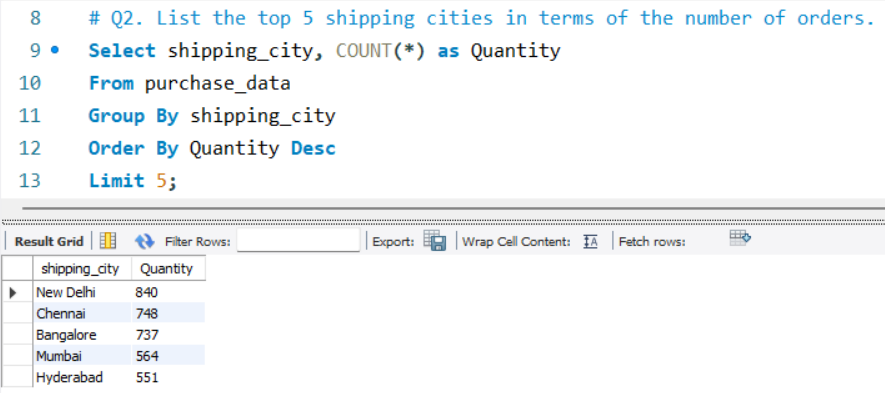 8 # Q2. List the top 5 shipping cities in terms of the number of orders.
9 Select shipping_city, COUNT(*) as Quantity
10 From purchase_data
11 Group By shipping_city
12 Order By Quantity Desc
13 Limit 5;
Result Grid Filter Rows: Export: Wrap Cell Content: IA Fetch rows:
shipping_city Quantity
New Delhi 840
Chennai 748
Bangalore 737
Mumbai 564
Hyderabad 551